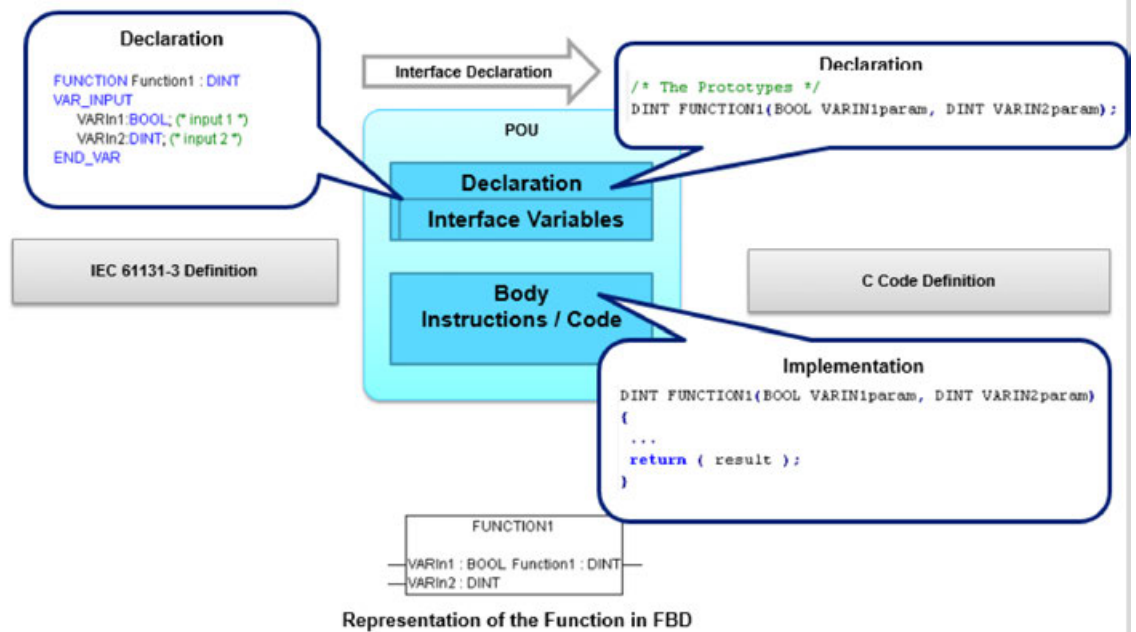 Declaration
FUNCTION Function1 : DINT
VAR_INPUT
VARIn1:BOOL; (* input 1 *)
VARIn2:DINT; (* input 2 *)
END_VAR
Interface Declaration
Declaration
/* The Prototypes */
DINT FUNCTION1(BOOL VARIN1param, DINT VARIN2param);
POU
Declaration
Interface Variables
IEC 61131-3 Definition
Body
Instructions / Code
C Code Definition
Implementation
DINT FUNCTION1(BOOL VARIN1param, DINT VARIN2param)
{
...
return ( result );
}
FUNCTION1
VARIn1 : BOOL Function1 : DINT
VARIn2 : DINT
Representation of the Function in FBD